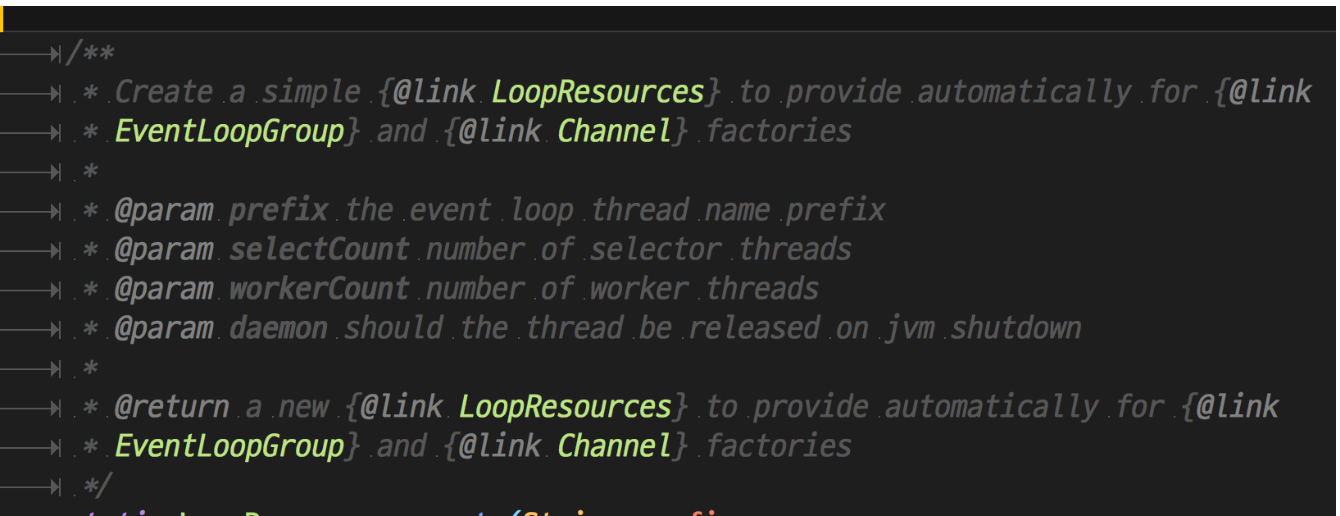 /**
* Create a simple {@link LoopResources} to provide automatically for {@link
* EventLoopGroup} and {@link Channel} factories
*
* @param prefix the event loop thread name prefix
* @param selectCount number of selector threads
* @param workerCount number of worker threads
* @param daemon should the thread be released on jvm shutdown
*
* @return a new {@link LoopResources} to provide automatically for {@link
* EventLoopGroup} and {@link Channel} factories
*/